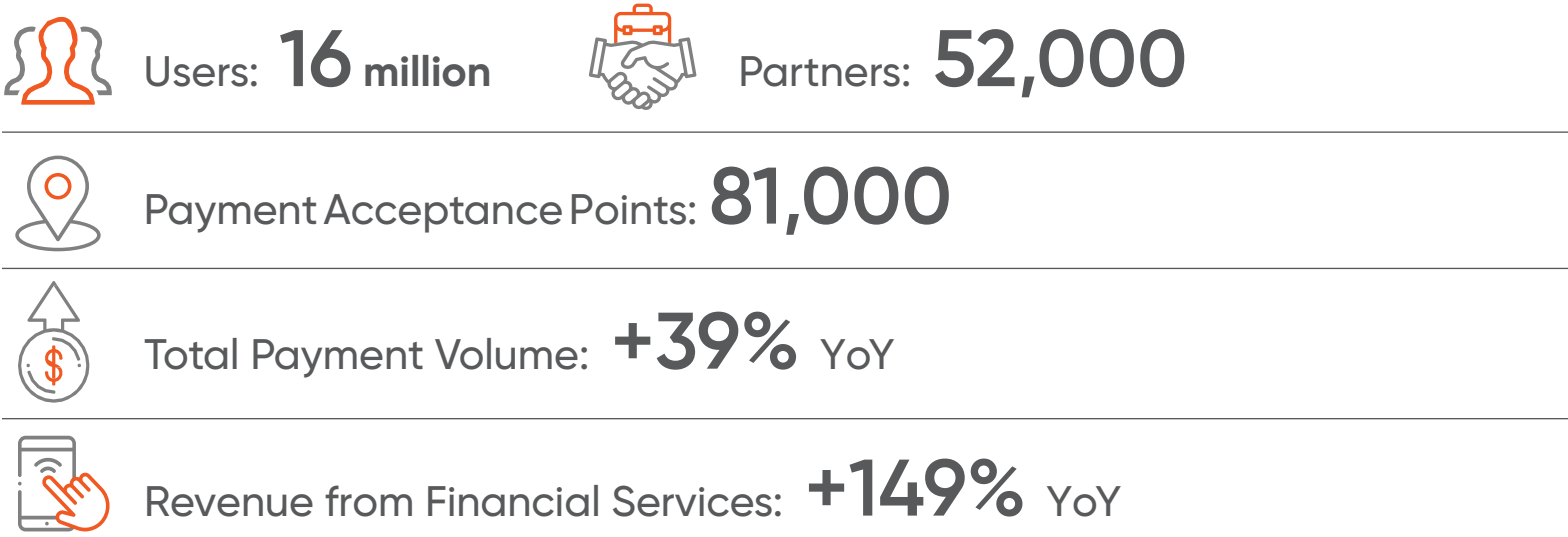 Users: 16 million Partners: 52,000
Payment Acceptance Points: 81,000
$ Total Payment Volume: +39% YoY
Revenue from Financial Services: +149% YoY